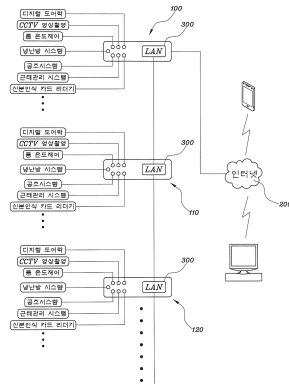 디지털 도어락
CCTV 영상촬영
룸 온도제어
냉난방 시스템
공조시스템
근태관리 시스템
신분인식 카드 리더기
LAN
300
100
디지털 도어락
CCTV 영상촬영
룸 온도제어
냉난방 시스템
공조시스템
근태관리 시스템
신분인식 카드 리더기
LAN
300
110
인터넷
200
디지털 도어락
CCTV 영상촬영
룸 온도제어
냉난방 시스템
공조시스템
근태관리 시스템
신분인식 카드 리더기
LAN
300
120